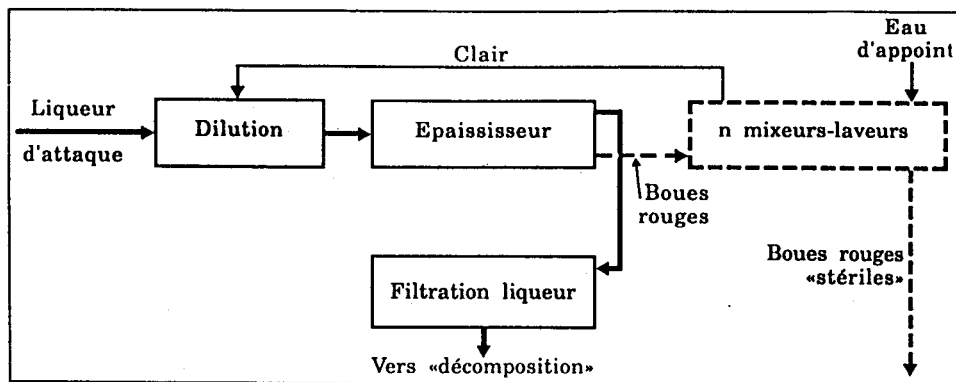 Eau
d'appoint
Clair
Liqueur
d'attaque
Dilution
Epaississeur
n mixeurs-laveurs
Boues
rouges
Boues rouges
«stériles»
Filtration liqueur
Vers «décomposition»